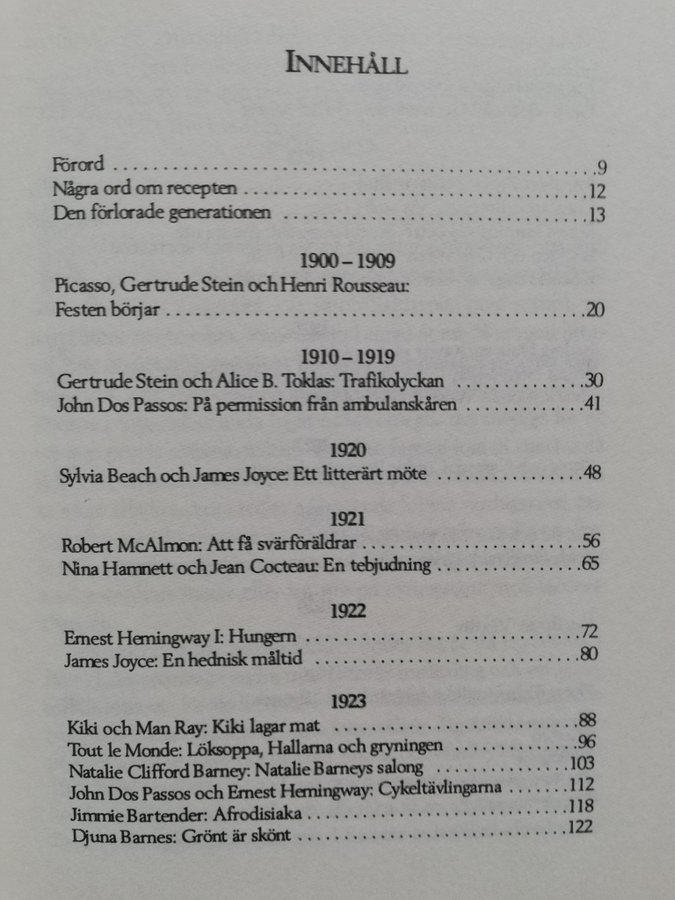 INNEHÅLL
Förord . . . . . . . . . . . . . . . . . . . . . . . . . . . . . . . . . . . . . . . .9
Några ord om recepten . . . . . . . . . . . . . . . . . . . . . . . . . . . .12
Den förlorade generationen . . . . . . . . . . . . . . . . . . . . . . . . .13
1900 – 1909
Picasso, Gertrude Stein och Henri Rousseau:
Festen börjar . . . . . . . . . . . . . . . . . . . . . . . . . . . . . . . . . . .20
1910 – 1919
Gertrude Stein och Alice B. Toklas: Trafikolyckan . . . . . . . . . . .30
John Dos Passos: På permission från ambulanskåren . . . . . . . . . .41
1920
Sylvia Beach och James Joyce: Ett litterärt möte . . . . . . . . . . . .48
1921
Robert McAlmon: Att få svärföräldrar . . . . . . . . . . . . . . . . . .56
Nina Hamnett och Jean Cocteau: En tebjudning . . . . . . . . . . . .65
1922
Ernest Hemingway I: Hungern . . . . . . . . . . . . . . . . . . . . . . .72
James Joyce: En hednisk måltid . . . . . . . . . . . . . . . . . . . . . .80
1923
Kiki och Man Ray: Kiki lagar mat . . . . . . . . . . . . . . . . . . . .88
Tout le Monde: Löksoppa, Hallarna och gryningen . . . . . . . . . .96
Natalie Clifford Barney: Natalie Barneys salong . . . . . . . . . . .103
John Dos Passos och Ernest Hemingway: Cykeltävlingarna . . . . . .112
Jimmie Bartender: Afrodisiaka . . . . . . . . . . . . . . . . . . . . .118
Djuna Barnes: Grönt är skönt . . . . . . . . . . . . . . . . . . . . . .122